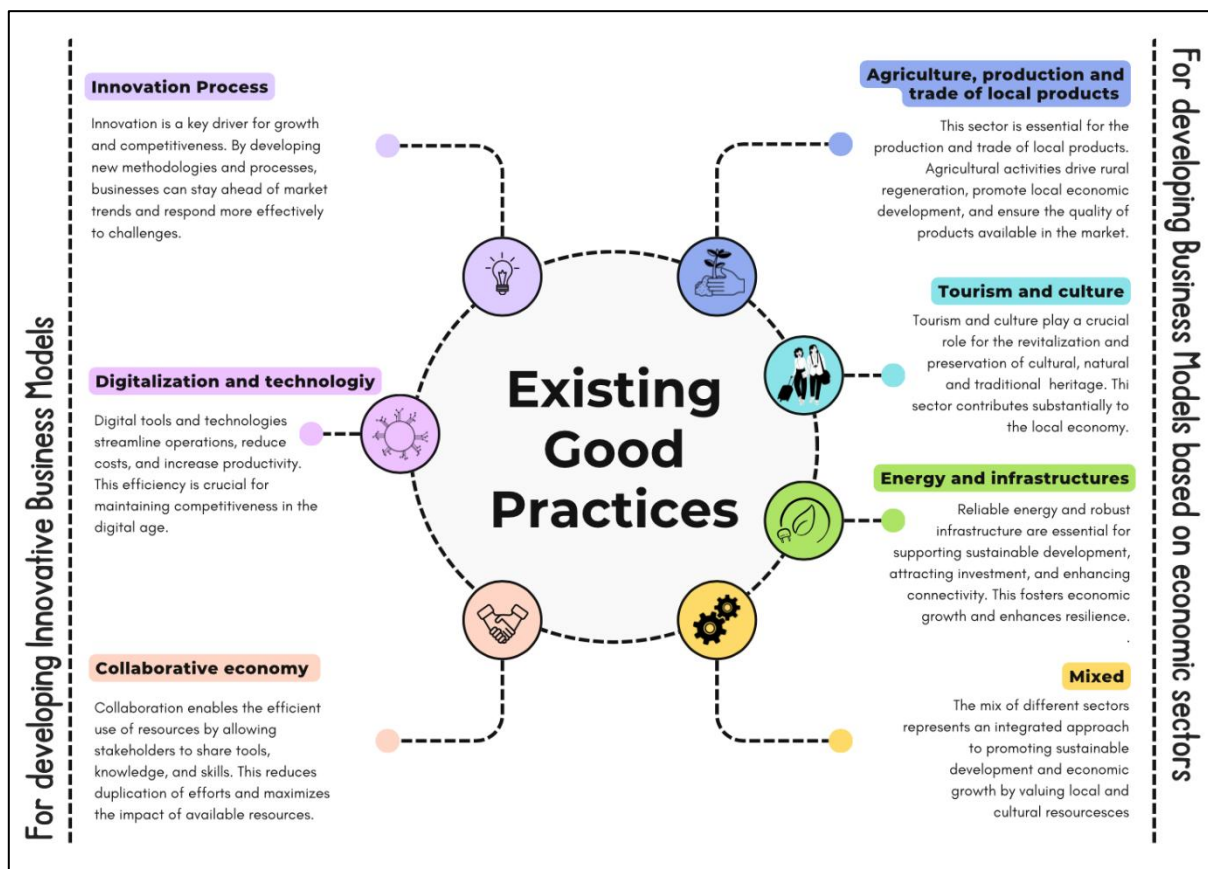 For developing Innovative Business Models
Innovation Process
Innovation is a key driver for growth
and competitiveness. By developing
new methodologies and processes,
businesses can stay ahead of market
trends and respond more effectively
to challenges.
Digitalization and technologiy
Digital tools and technologies
streamline operations, reduce
costs, and increase productivity.
This efficiency is crucial for
maintaining competitiveness in the
digital age.
Collaborative economy
Collaboration enables the efficient
use of resources by allowing
stakeholders to share tools,
knowledge, and skills. This reduces
duplication of efforts and maximizes
the impact of available resources.
Existing
Good
Practices
Agriculture, production and
trade of local products
This sector is essential for the
production and trade of local products.
Agricultural activities drive rural
regeneration, promote local economic
development, and ensure the quality of
products available in the market.
Tourism and culture
Tourism and culture play a crucial
role for the revitalization and
preservation of cultural, natural
and traditional heritage. Thi
sector contributes substantially to
the local economy.
Energy and infrastructures
Reliable energy and robust
infrastructure are essential for
supporting sustainable development,
attracting investment, and enhancing
connectivity. This fosters economic
growth and enhances resilience.
.
Mixed
The mix of different sectors
represents an integrated approach
to promoting sustainable
development and economic
growth by valuing local and
cultural resourcesces
For developing Business Models based on economic sectors